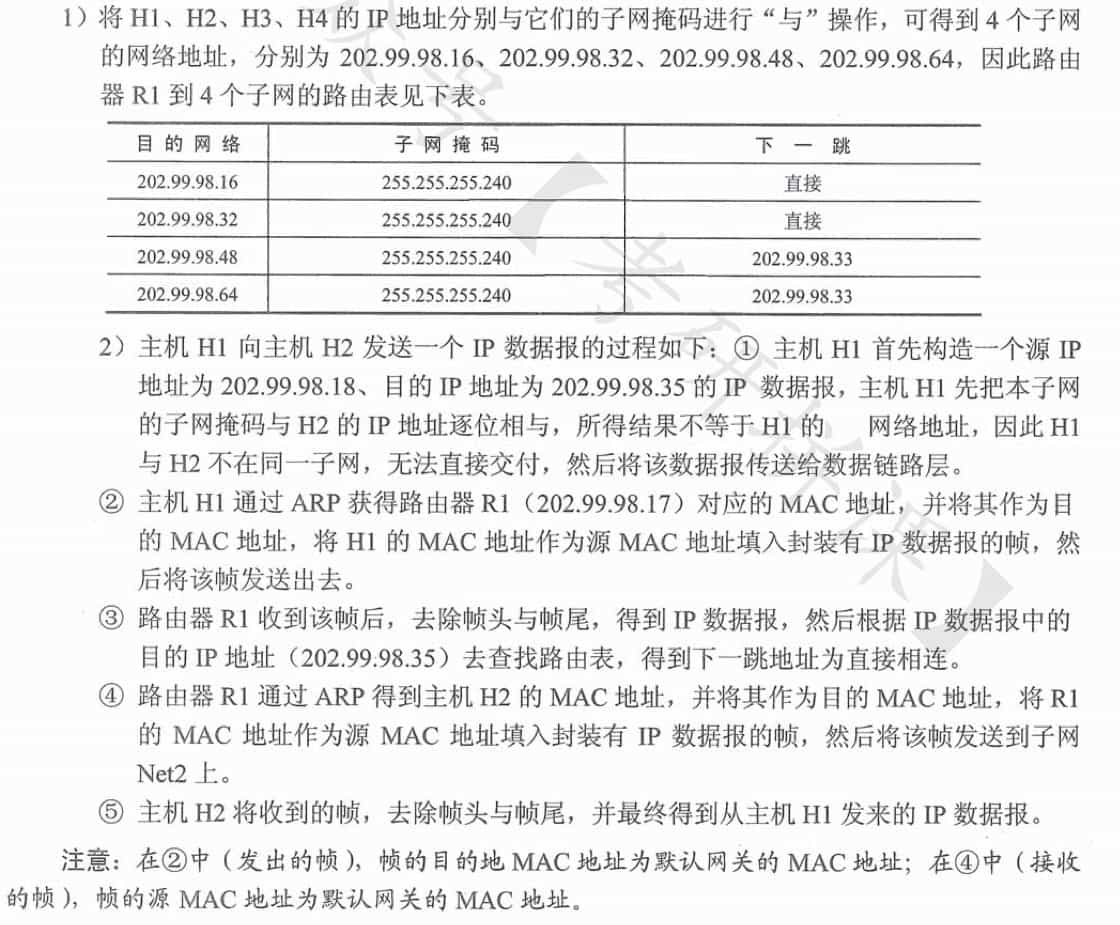 1）将 H1、H2、H3、H4 的 IP 地址分别与它们的子网掩码进行“与”操作，可得到 4 个子网
的网络地址，分别为 202.99.98.16、202.99.98.32、202.99.98.48、202.99.98.64，因此路由
器 R1 到 4 个子网的路由表见下表。
目的网络 子网掩码 下一跳
202.99.98.16 255.255.255.240 直接
202.99.98.32 255.255.255.240 直接
202.99.98.48 255.255.255.240 202.99.98.33
202.99.98.64 255.255.255.240 202.99.98.33
2）主机 H1 向主机 H2 发送一个 IP 数据报的过程如下：① 主机 H1 首先构造一个源 IP
地址为 202.99.98.18、目的 IP 地址为 202.99.98.35 的 IP 数据报，主机 H1 先把本子网
的子网掩码与 H2 的 IP 地址逐位相与，所得结果不等于 H1 的 网络地址，因此 H1
与 H2 不在同一子网，无法直接交付，然后将该数据报传送给数据链路层。
② 主机 H1 通过 ARP 获得路由器 R1（202.99.98.17）对应的 MAC 地址，并将其作为目
的 MAC 地址，将 H1 的 MAC 地址作为源 MAC 地址填入封装有 IP 数据报的帧，然
后将该帧发送出去。
③ 路由器 R1 收到该帧后，去除帧头与帧尾，得到 IP 数据报，然后根据 IP 数据报中的
目的 IP 地址（202.99.98.35）去查找路由表，得到下一跳地址为直接相连。
④ 路由器 R1 通过 ARP 得到主机 H2 的 MAC 地址，并将其作为目的 MAC 地址，将 R1
的 MAC 地址作为源 MAC 地址填入封装有 IP 数据报的帧，然后将该帧发送到子网
Net2 上。
⑤ 主机 H2 将收到的帧，去除帧头与帧尾，并最终得到从主机 H1 发来的 IP 数据报。
注意：在②中（发出的帧），帧的目的地 MAC 地址为默认网关的 MAC 地址；在④中（接收
的帧），帧的源 MAC 地址为默认网关的 MAC 地址。